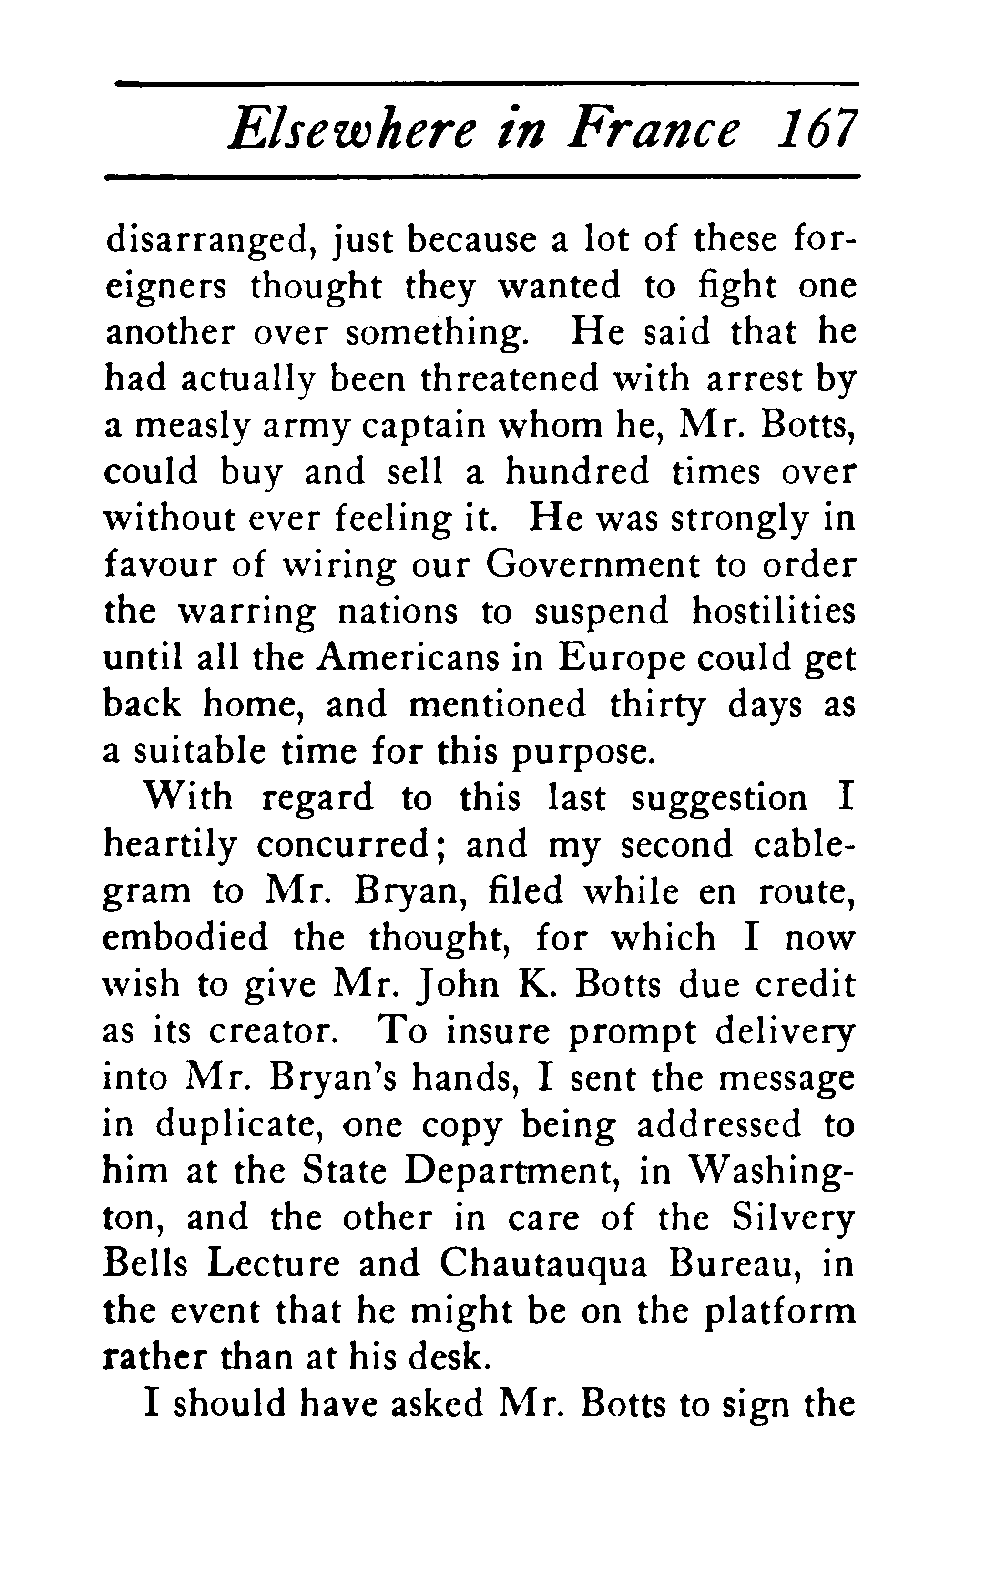 Elsewhere in France 167
disarranged, just because a lot of these for-
eigners thought they wanted to fight one
another over something. He said that he
had actually been threatened with arrest by
a measly army captain whom he, Mr. Botts,
could buy and sell a hundred times over
without ever feeling it. He was strongly in
favour of wiring our Government to order
the warring nations to suspend hostilities
until all the Americans in Europe could get
back home, and mentioned thirty days as
a suitable time for this purpose.
With regard to this last suggestion I
heartily concurred; and my second cable-
gram to Mr. Bryan, filed while en route,
embodied the thought, for which I now
wish to give Mr. John K. Botts due credit
as its creator. To insure prompt delivery
into Mr. Bryan's hands, I sent the message
in duplicate, one copy being addressed to
him at the State Department, in Washing-
ton, and the other in care of the Silvery
Bells Lecture and Chautauqua Bureau, in
the event that he might be on the platform
rather than at his desk.
I should have asked Mr. Botts to sign the